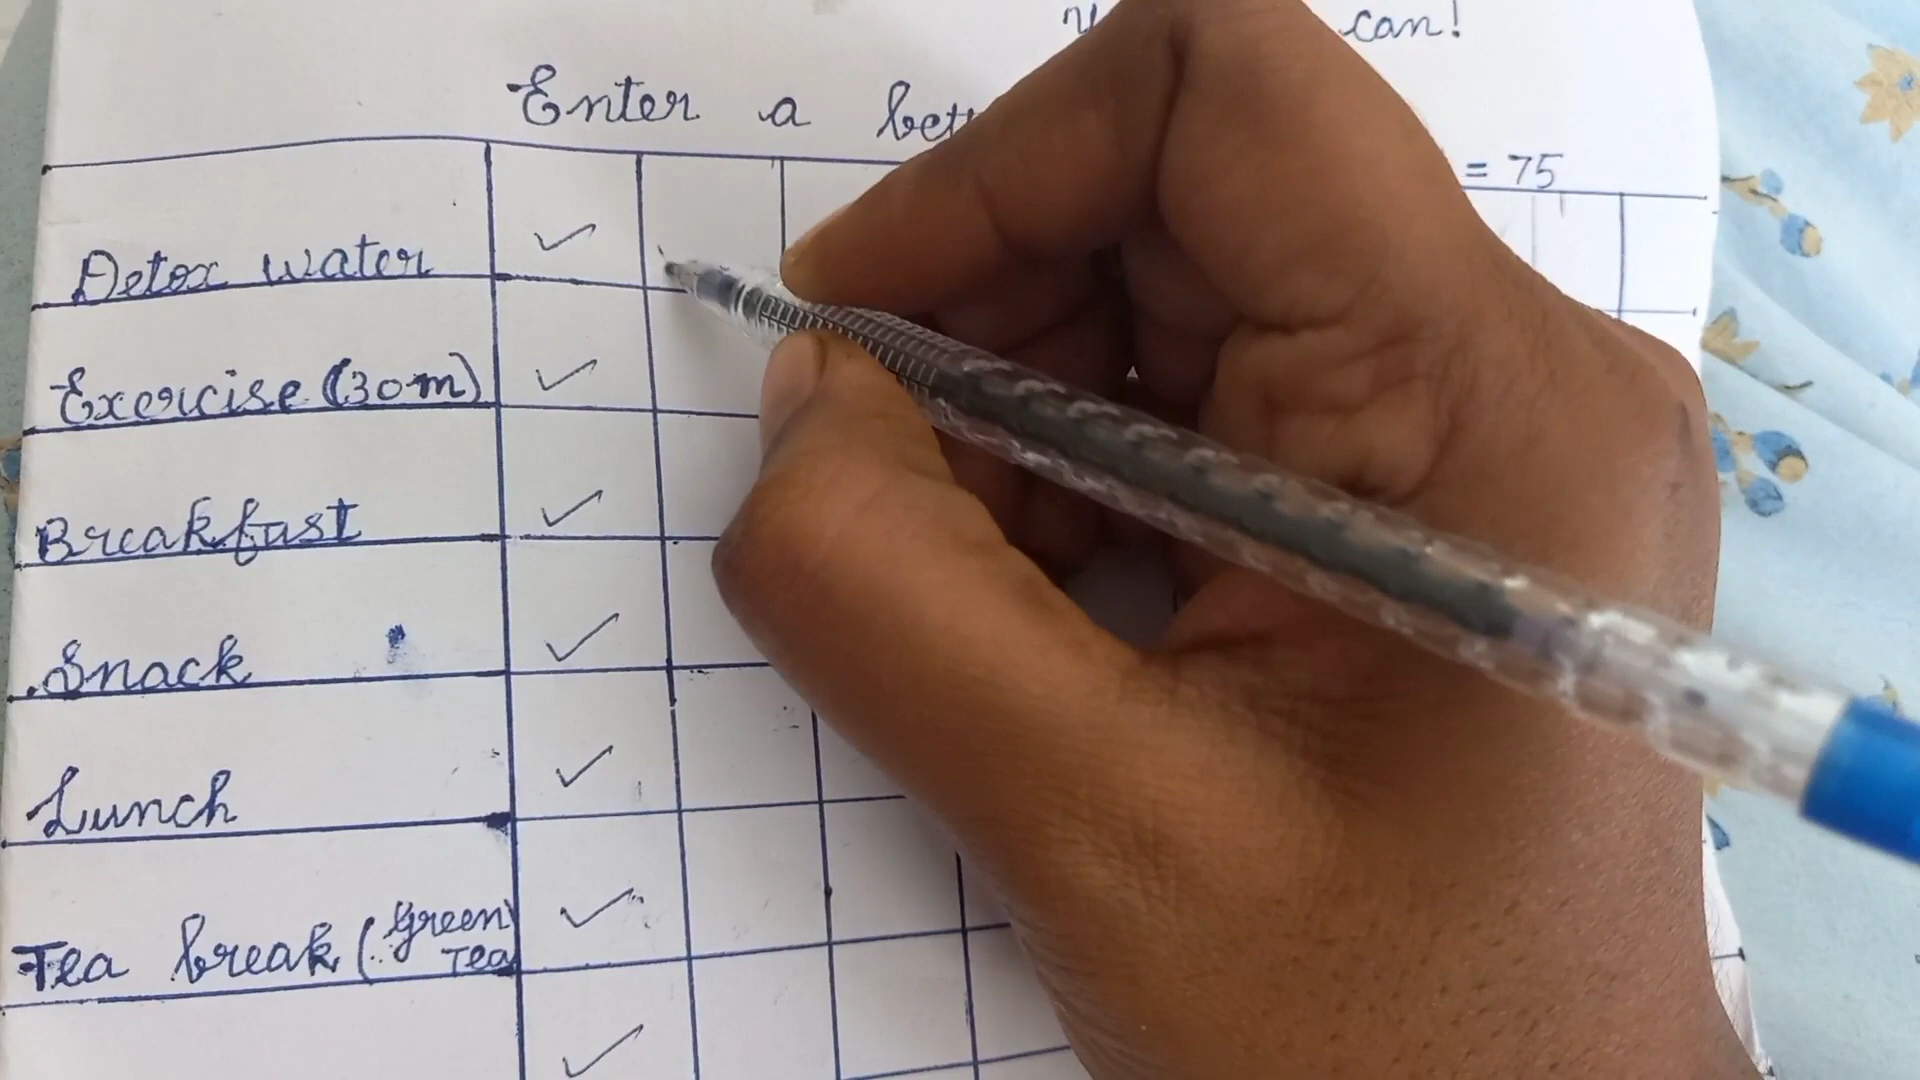 can!
Enter a
= 75
Detox water
Exercise (30m)
Breakfast
Snack
Lunch
Tea break (Green
Tea